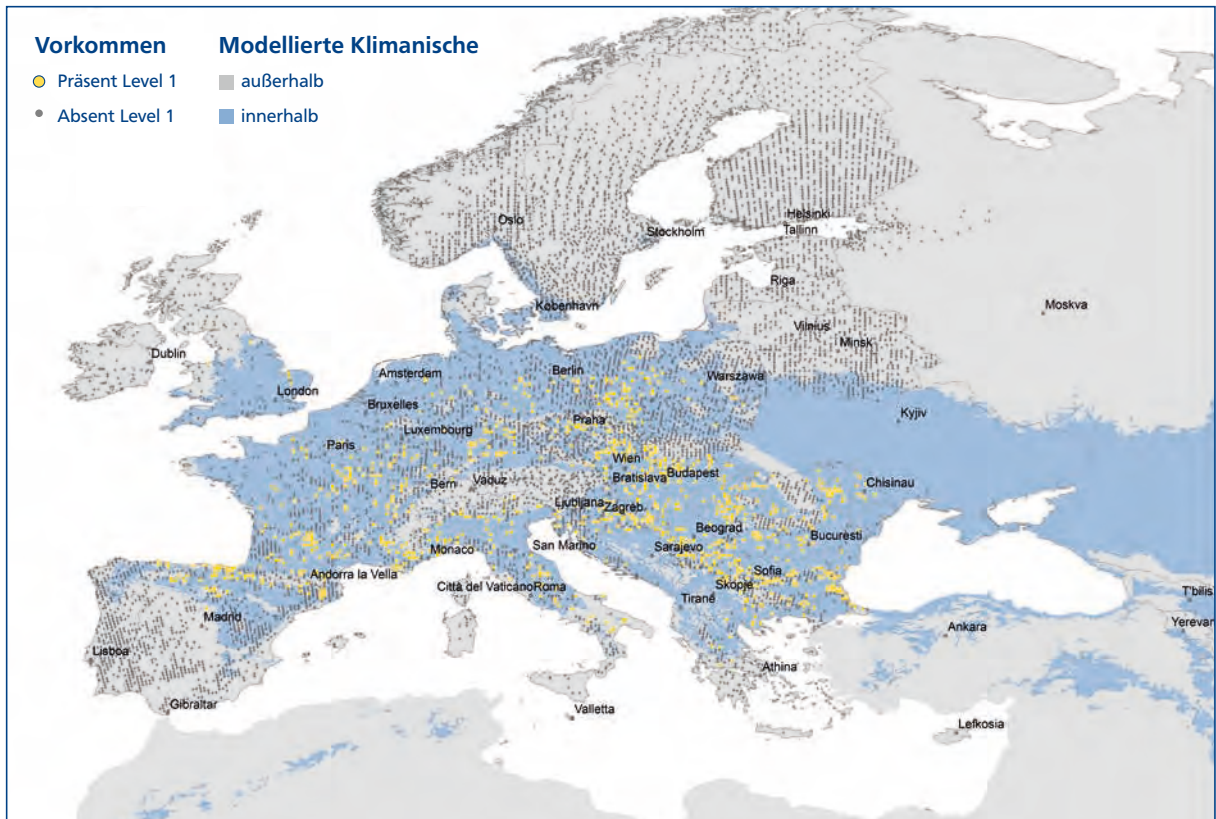 Vorkommen
Modellierte Klimanische
Präsent Level 1
außerhalb
Absent Level 1
innerhalb
Oslo
Helsinki
Stockholm
Tallinn
Riga
København
Moskva
Vilnius
Minsk
Dublin
Amsterdam
Berlin
Warszawa
London
Bruxelles
Kyjiv
Praha
Luxembourg
Paris
Wien
Budapest
Bratislava
Chisinau
Bern
Vaduz
Ljubljana
Zagreb
Beograd
Bucuresti
Monaco
San Marino
Sarajevo
Andorra la Vella
Sofia
Città del Vaticano
Roma
Skopje
Tirané
T'bilis
Madrid
Ankara
Yerevan
Lisboa
Athina
Gibraltar
Valletta
Lefkosia